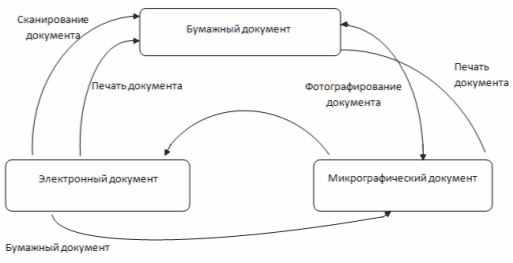 Сканирование
документа
Бумажный документ
Печать документа
Фотографирование
документа
Печать
документа
Электронный документ
Микрографический документ
Бумажный документ